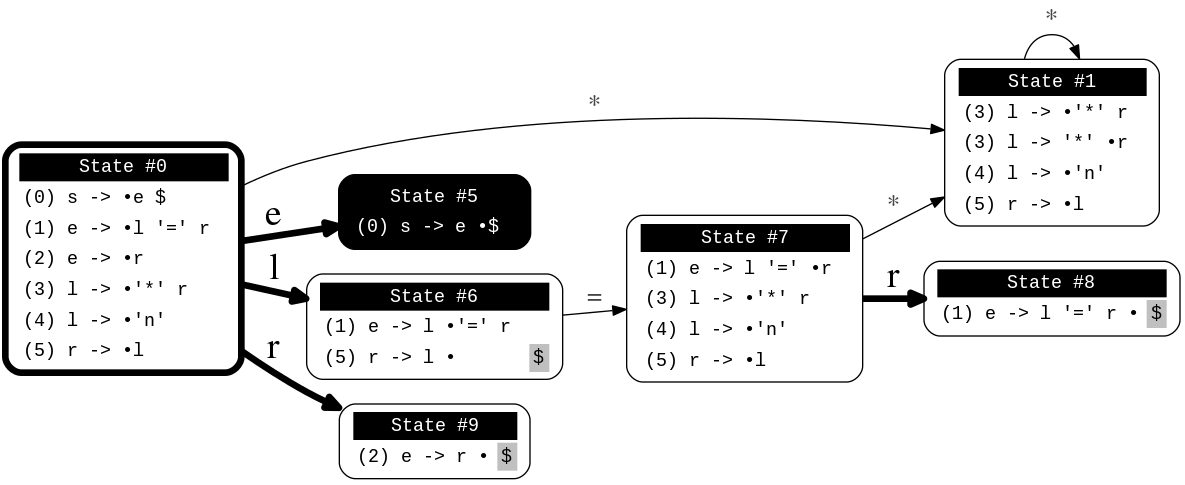 *
State #1
(3) l -> •'*' r
(3) l -> '*' •r
(4) l -> •'n'
(5) r -> •l
*
State #0
(0) s -> •e $
(1) e -> •l '=' r
(2) e -> •r
(3) l -> •'*' r
(4) l -> •'n'
(5) r -> •l
e
State #5
(0) s -> e •$
l
State #6
(1) e -> l •'=' r
(5) r -> l • $
r
State #9
(2) e -> r • $
=
State #7
(1) e -> l '=' •r
(3) l -> •'*' r
(4) l -> •'n'
(5) r -> •l
*
r
State #8
(1) e -> l '=' r • $